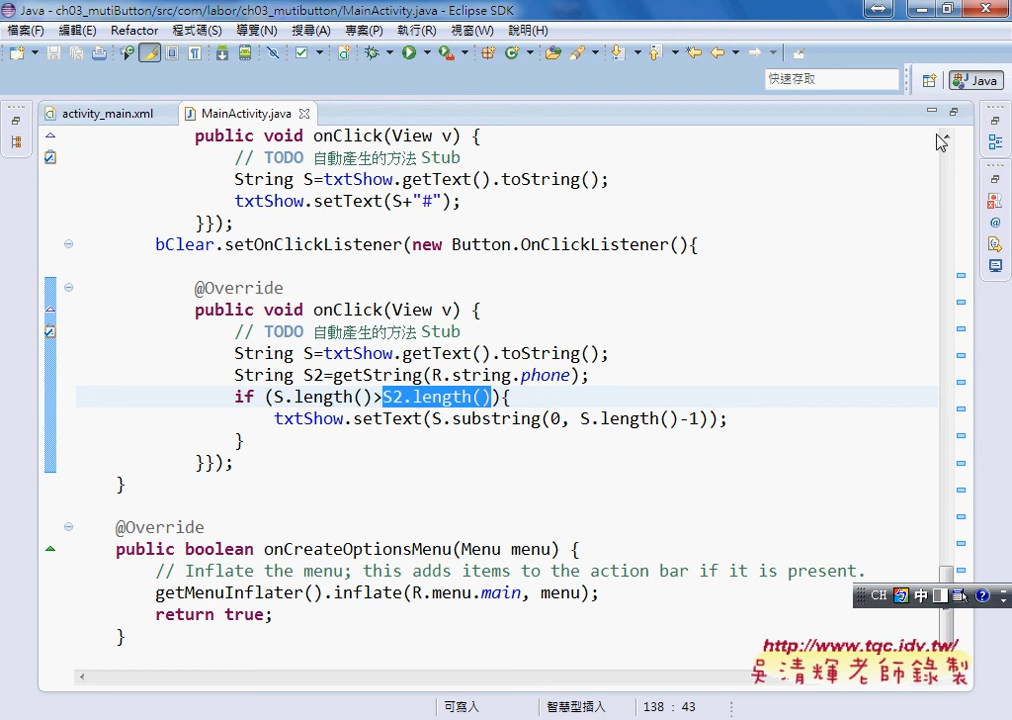 Java - ch03_mutiButton/src/com/labor/ch03_mutibutton/MainActivity.java - Eclipse SDK
檔案(F) 編輯(E) Refactor 程式碼(S) 導覽(N) 搜尋(A) 專案(P) 執行(R) 視窗(W) 說明(H)
快速存取
Java
activity_main.xml MainActivity.java
public void onClick(View v) {
// TODO 自動產生的方法 Stub
String S=txtShow.getText().toString();
txtShow.setText(S+"#");
}});
bClear.setOnClickListener(new Button.OnClickListener(){
@Override
public void onClick(View v) {
// TODO 自動產生的方法 Stub
String S=txtShow.getText().toString();
String S2=getString(R.string.phone);
if (S.length()>S2.length()){
txtShow.setText(S.substring(0, S.length()-1));
}
}});
}
@Override
public boolean onCreateOptionsMenu(Menu menu) {
// Inflate the menu; this adds items to the action bar if it is present.
getMenuInflater().inflate(R.menu.main, menu);
return true;
}
CH 中
http://www.tqc.idv.tw/
吳清輝老師錄製
可寫入 智慧型插入 138 : 43